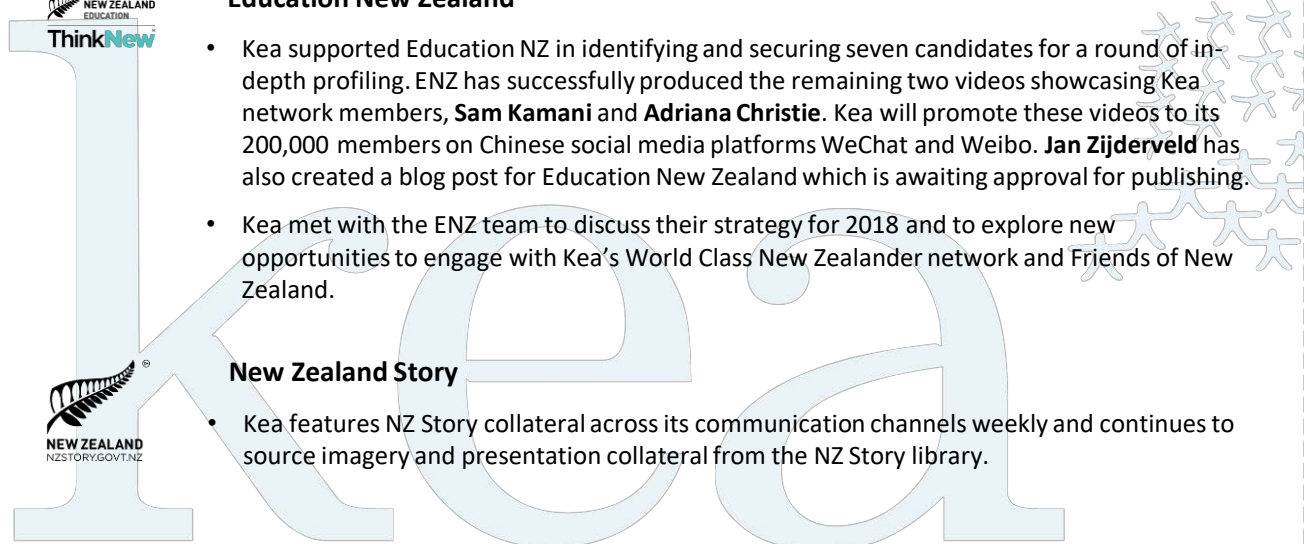 NEW ZEALAND
EDUCATION
ThinkNew
Education New Zealand
• Kea supported Education NZ in identifying and securing seven candidates for a round of in-
depth profiling. ENZ has successfully produced the remaining two videos showcasing Kea
network members, Sam Kamani and Adriana Christie. Kea will promote these videos to its
200,000 members on Chinese social media platforms WeChat and Weibo. Jan Zijderveld has
also created a blog post for Education New Zealand which is awaiting approval for publishing.
• Kea met with the ENZ team to discuss their strategy for 2018 and to explore new
opportunities to engage with Kea’s World Class New Zealander network and Friends of New
Zealand.
New Zealand Story
NEW ZEALAND
NZSTORY.GOVT.NZ
• Kea features NZ Story collateral across its communication channels weekly and continues to
source imagery and presentation collateral from the NZ Story library.
kea